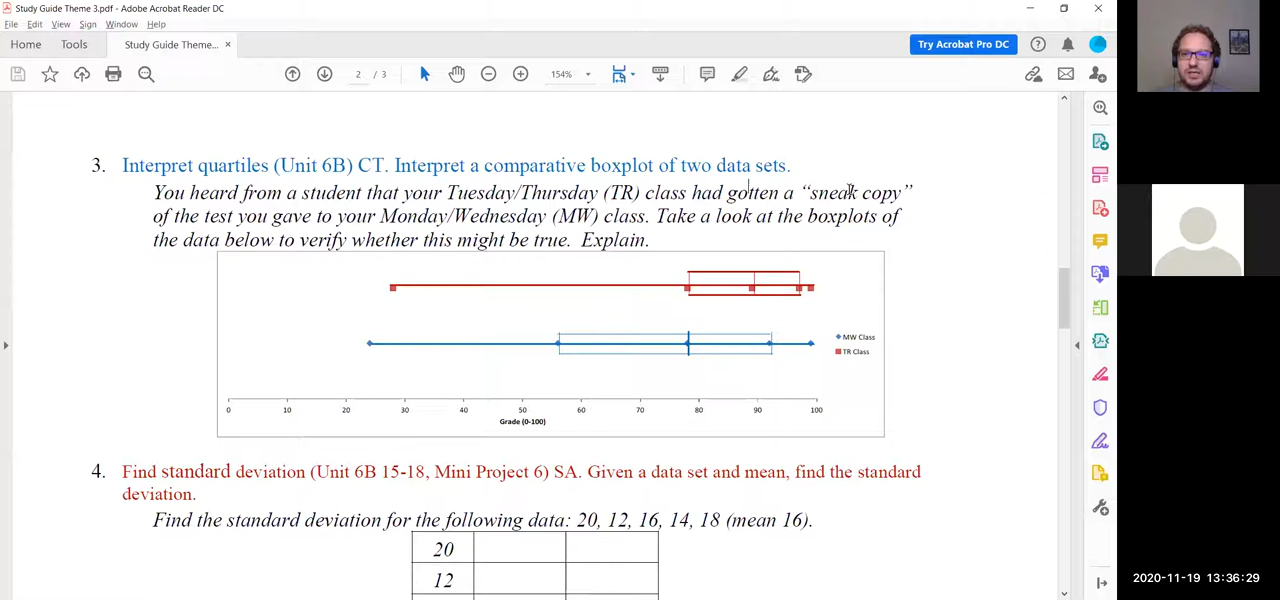 Study Guide Theme 3.pdf - Adobe Acrobat Reader DC
File Edit View Sign Window Help
Home Tools Study Guide Theme... × Try Acrobat Pro DC
2 / 3 154%
3. Interpret quartiles (Unit 6B) CT. Interpret a comparative boxplot of two data sets.
You heard from a student that your Tuesday/Thursday (TR) class had gotten a “sneak copy”
of the test you gave to your Monday/Wednesday (MW) class. Take a look at the boxplots of
the data below to verify whether this might be true. Explain.
MW Class
TR Class
0 10 20 30 40 50 60 70 80 90 100
Grade (0-100)
4. Find standard deviation (Unit 6B 15-18, Mini Project 6) SA. Given a data set and mean, find the standard
deviation.
Find the standard deviation for the following data: 20, 12, 16, 14, 18 (mean 16).
20
12
2020-11-19 13:36:29